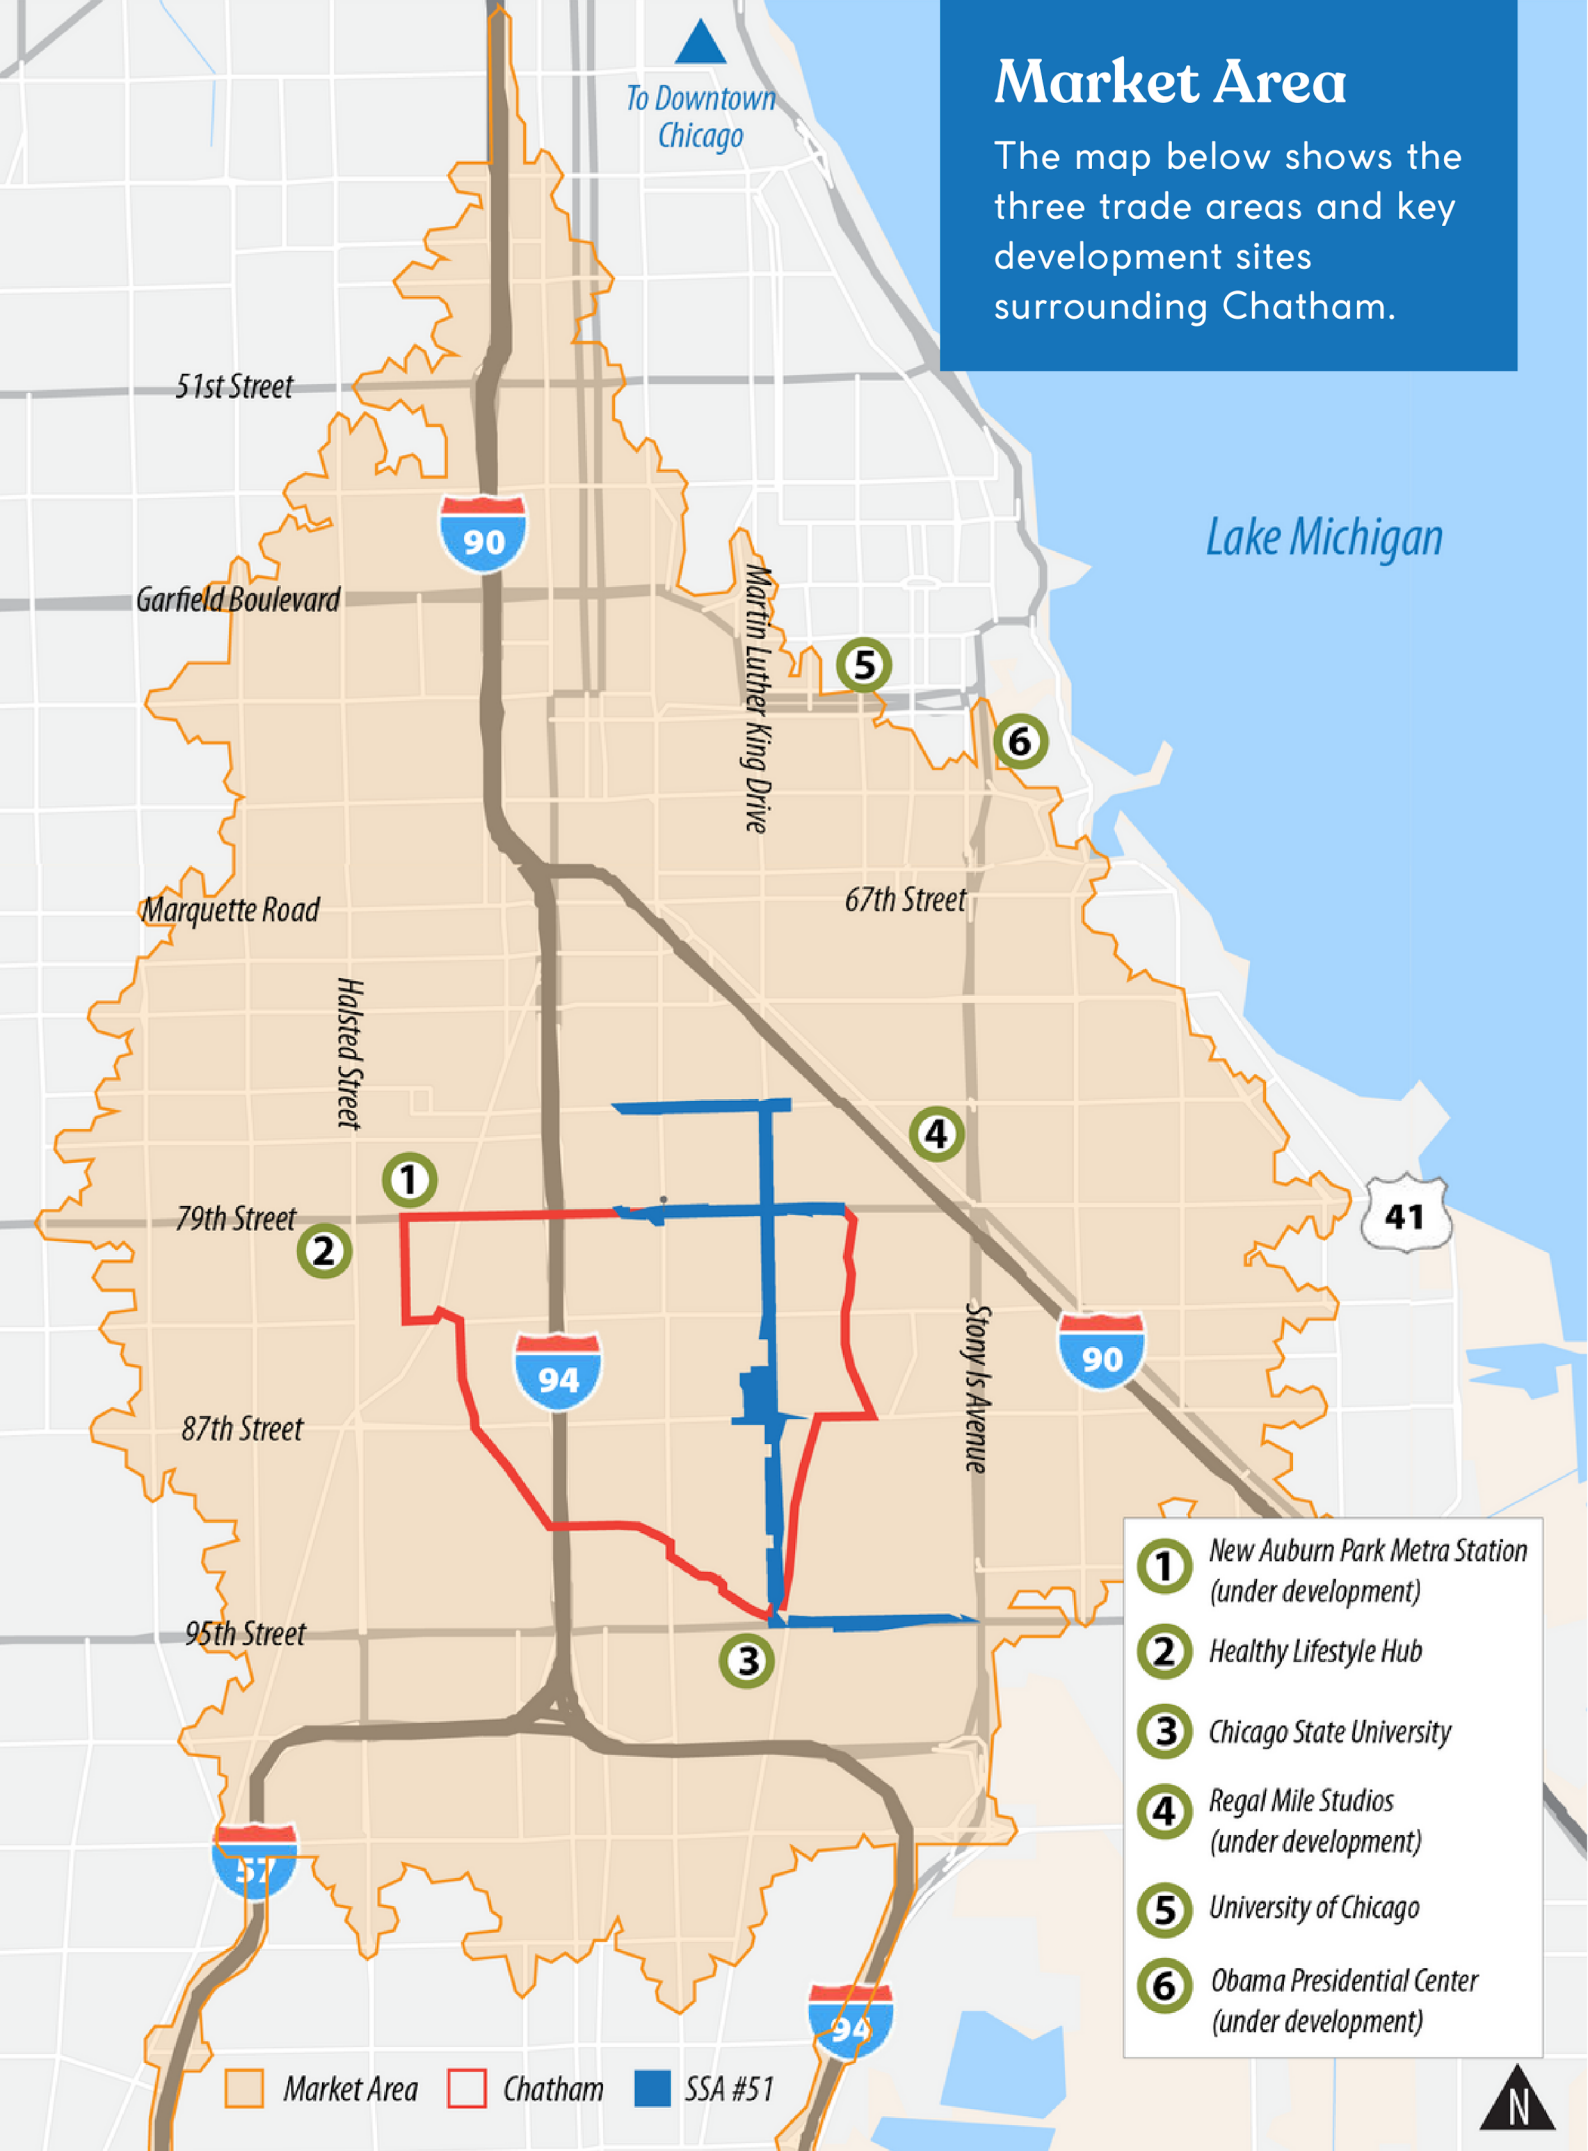 To Downtown
Chicago
Market Area
The map below shows the
three trade areas and key
development sites
surrounding Chatham.
51st Street
90
Lake Michigan
Garfield Boulevard
Martin Luther King Drive
5
6
67th Street
Marquette Road
Halsted Street
4
1
79th Street
2
41
Stony Is Avenue
90
94
87th Street
95th Street
3
57
94
1 New Auburn Park Metra Station
(under development)
2 Healthy Lifestyle Hub
3 Chicago State University
4 Regal Mile Studios
(under development)
5 University of Chicago
6 Obama Presidential Center
(under development)
Market Area
Chatham
SSA #51
N